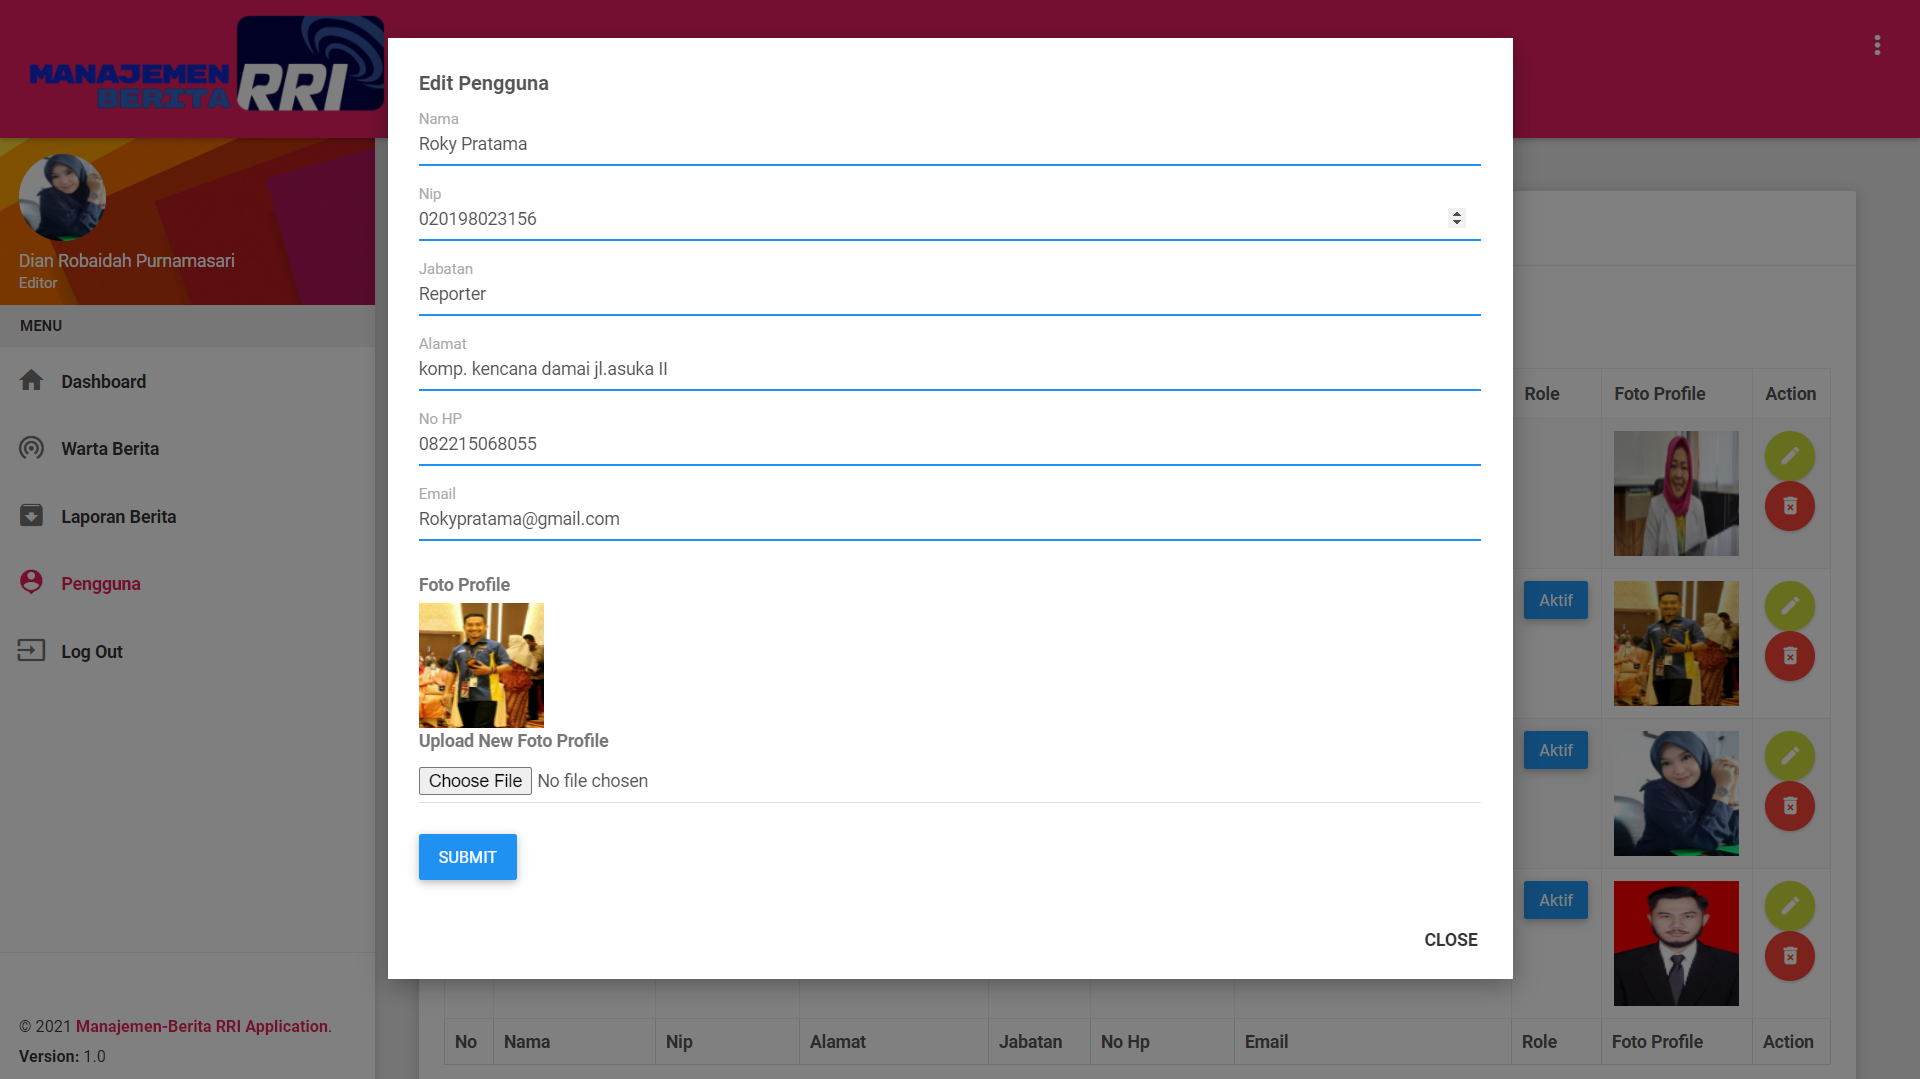 MANAJEMEN
BERITA
RRI
Dian Robaidah Purnamasari
Editor
MENU
Dashboard
Warta Berita
Laporan Berita
Pengguna
Log Out
© 2021 Manajemen-Berita RRI Application.
Version: 1.0
Edit Pengguna
Nama
Roky Pratama
Nip
020198023156
Jabatan
Reporter
Alamat
komp. kencana damai jl.asuka II
No HP
082215068055
Email
Rokypratama@gmail.com
Foto Profile
Upload New Foto Profile
Choose File No file chosen
SUBMIT
CLOSE
Role Foto Profile Action
Aktif
Aktif
Aktif
No Nama Nip Alamat Jabatan No Hp Email Role Foto Profile Action